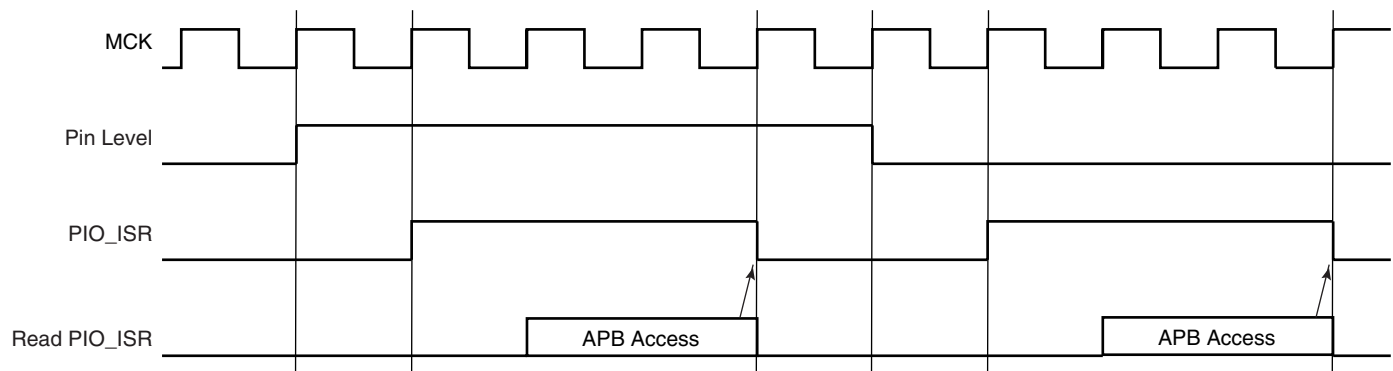 MCK
Pin Level
PIO_ISR
Read PIO_ISR
APB Access
APB Access